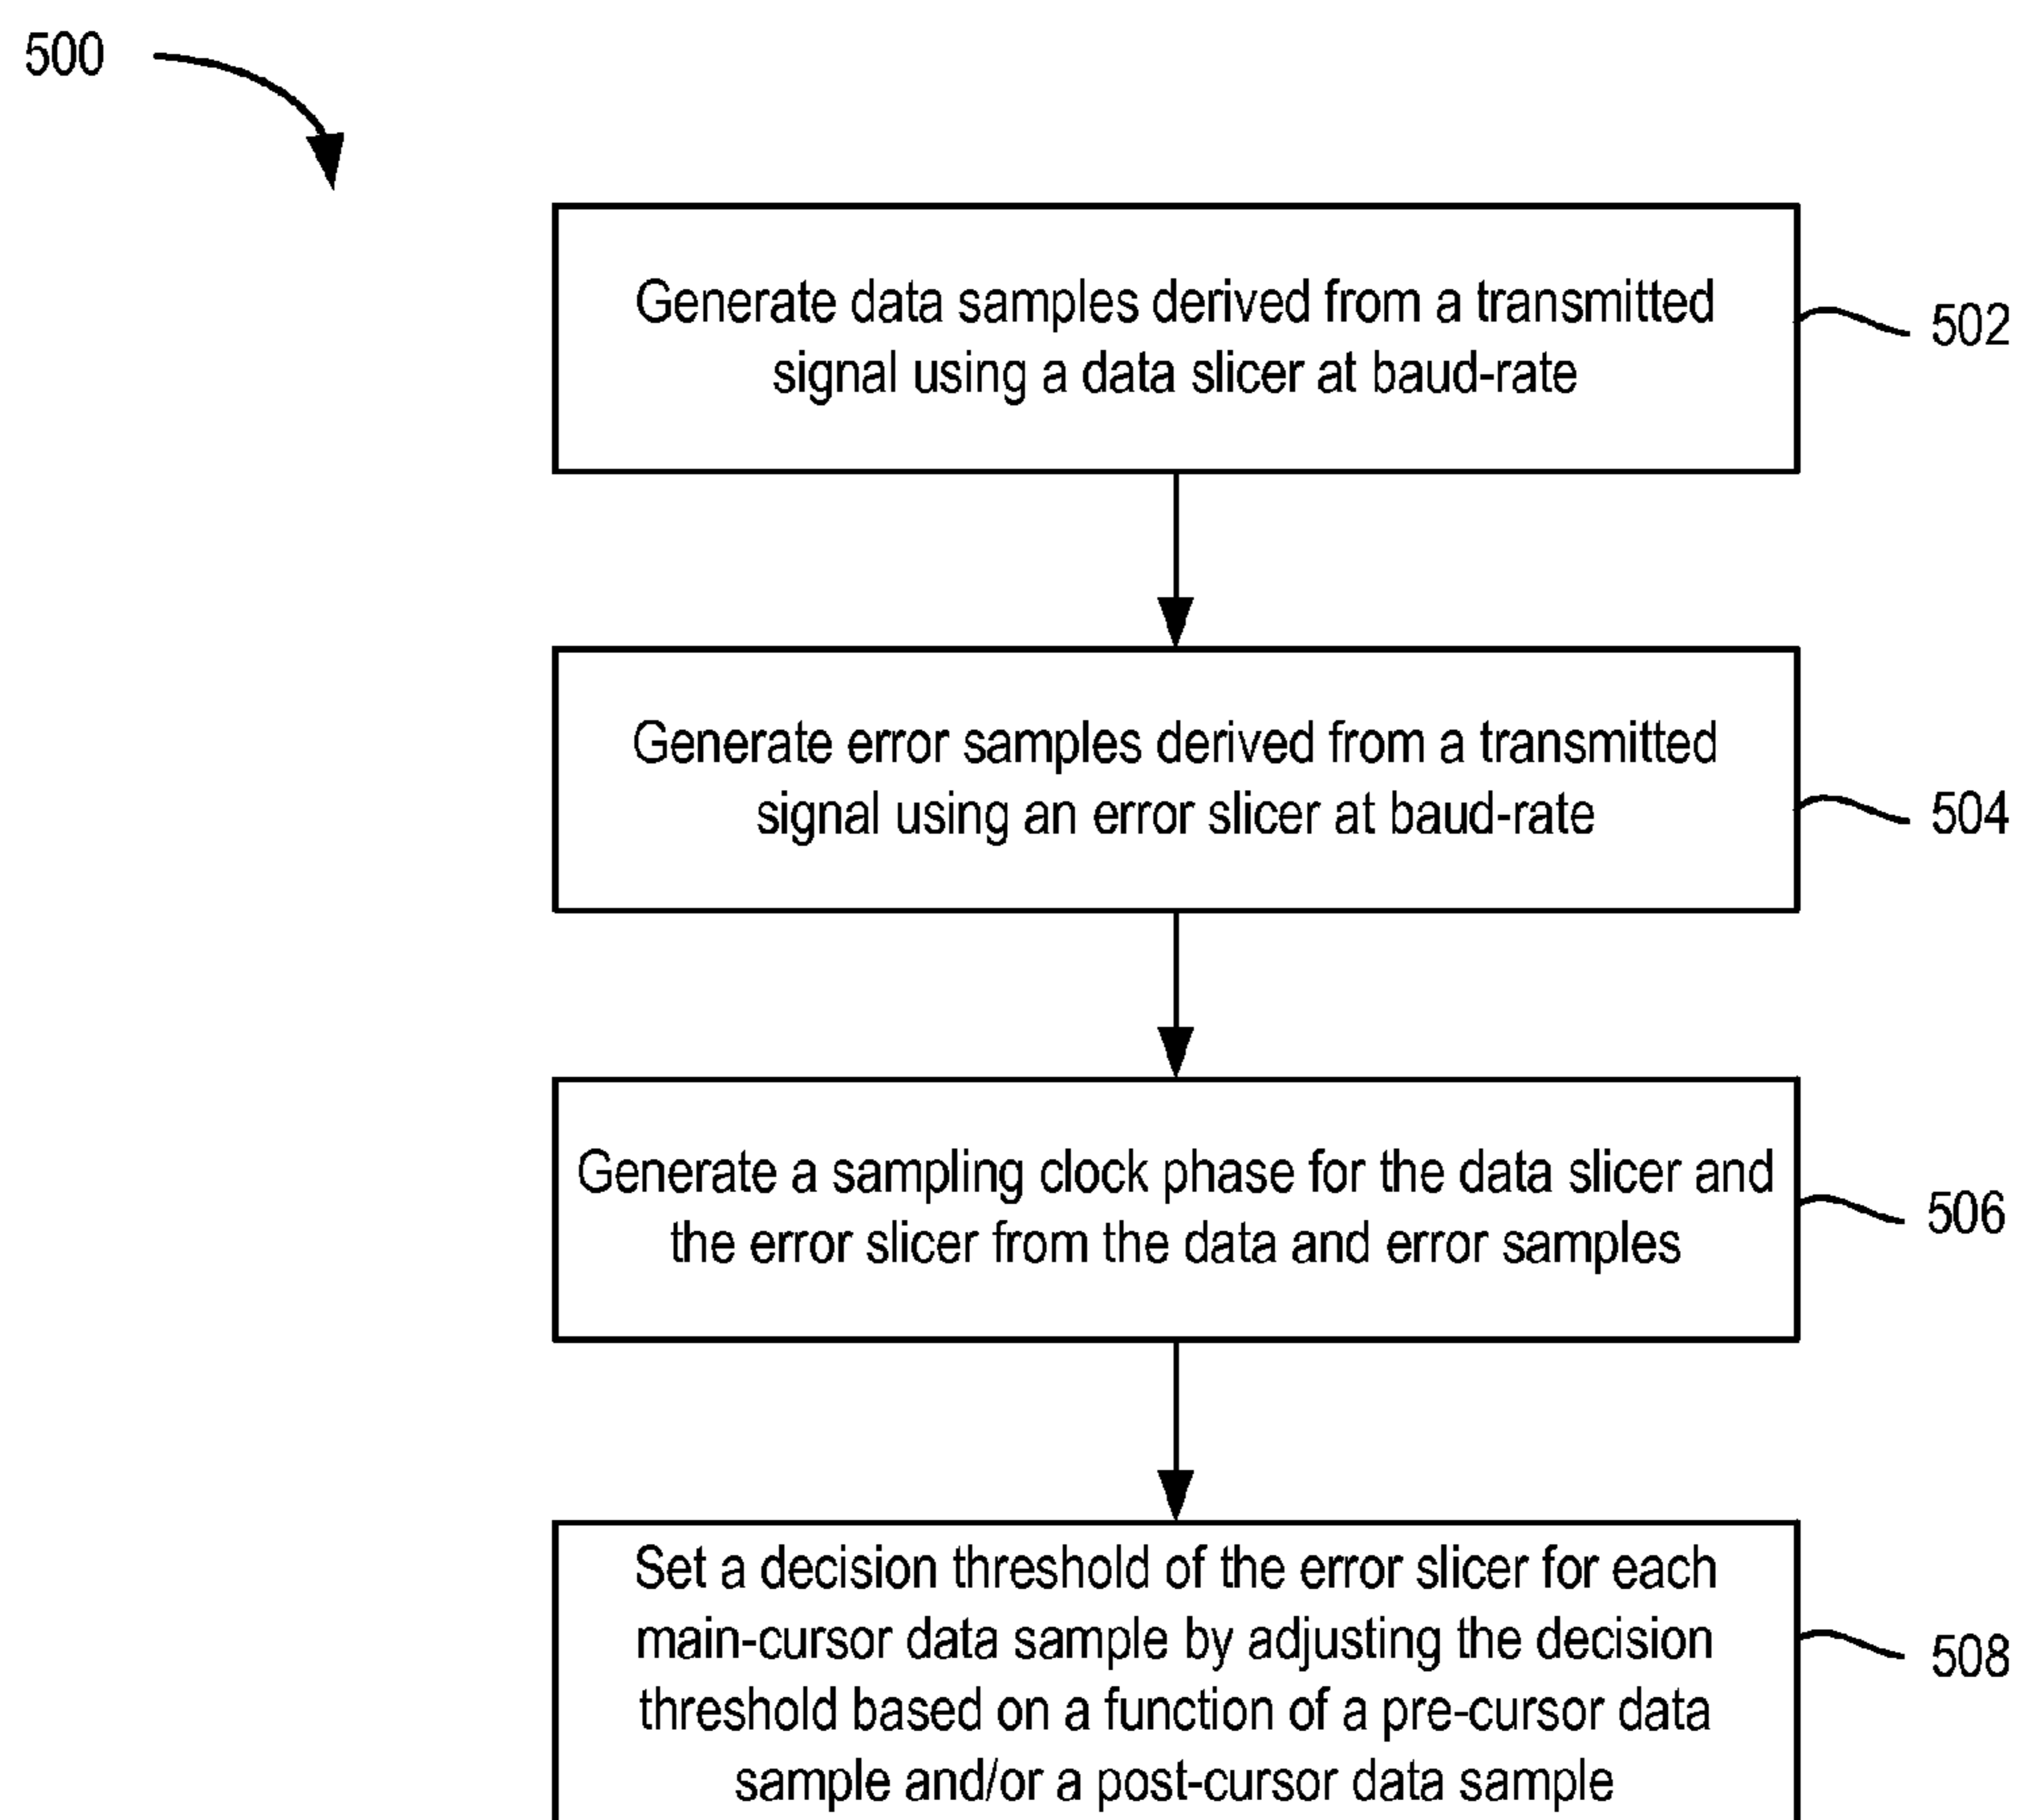 500
Generate data samples derived from a transmitted
signal using a data slicer at baud-rate
502
Generate error samples derived from a transmitted
signal using an error slicer at baud-rate
504
Generate a sampling clock phase for the data slicer and
the error slicer from the data and error samples
506
Set a decision threshold of the error slicer for each
main-cursor data sample by adjusting the decision
threshold based on a function of a pre-cursor data
sample and/or a post-cursor data sample
508